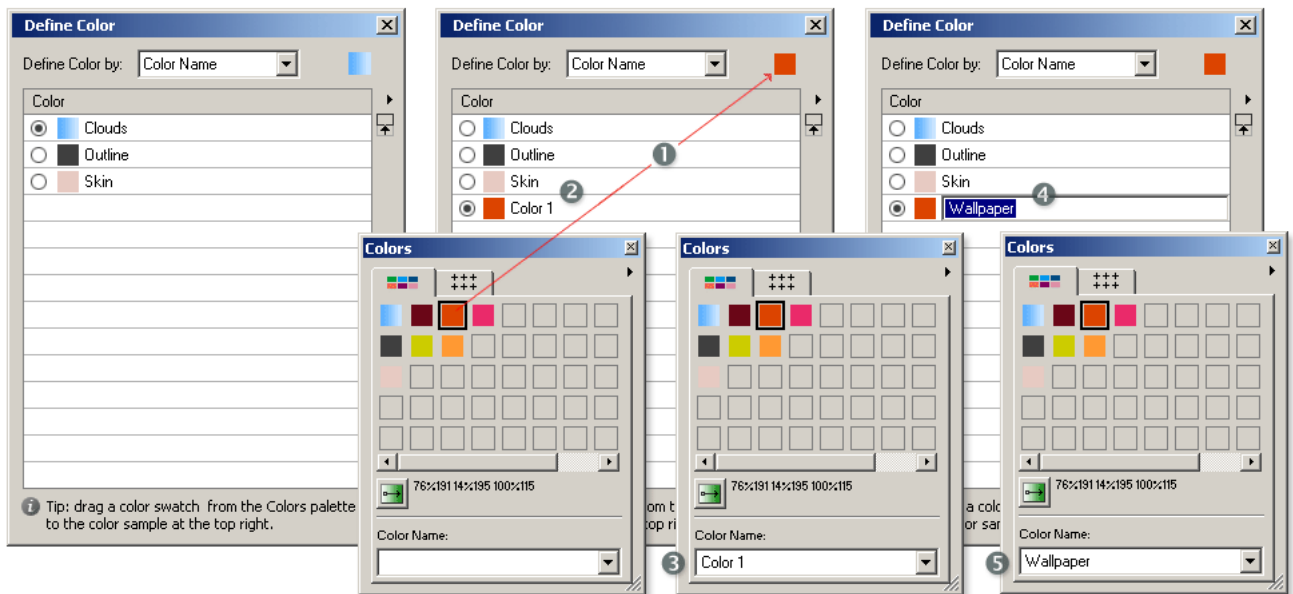 Define Color
Define Color by: Color Name
Color
Clouds
Outline
Skin
i Tip: drag a color swatch from the Colors palette
to the color sample at the top right.
Define Color
Define Color by: Color Name
Color
Clouds
Outline
Skin
Color 1
1
2
Define Color
Define Color by: Color Name
Color
Clouds
Outline
Skin
Wallpaper
4
Colors
76%191 14%195 100%115
Color Name:
Colors
76%191 14%195 100%115
Color Name:
3 Color 1
Colors
76%191 14%195 100%115
Color Name:
5 Wallpaper